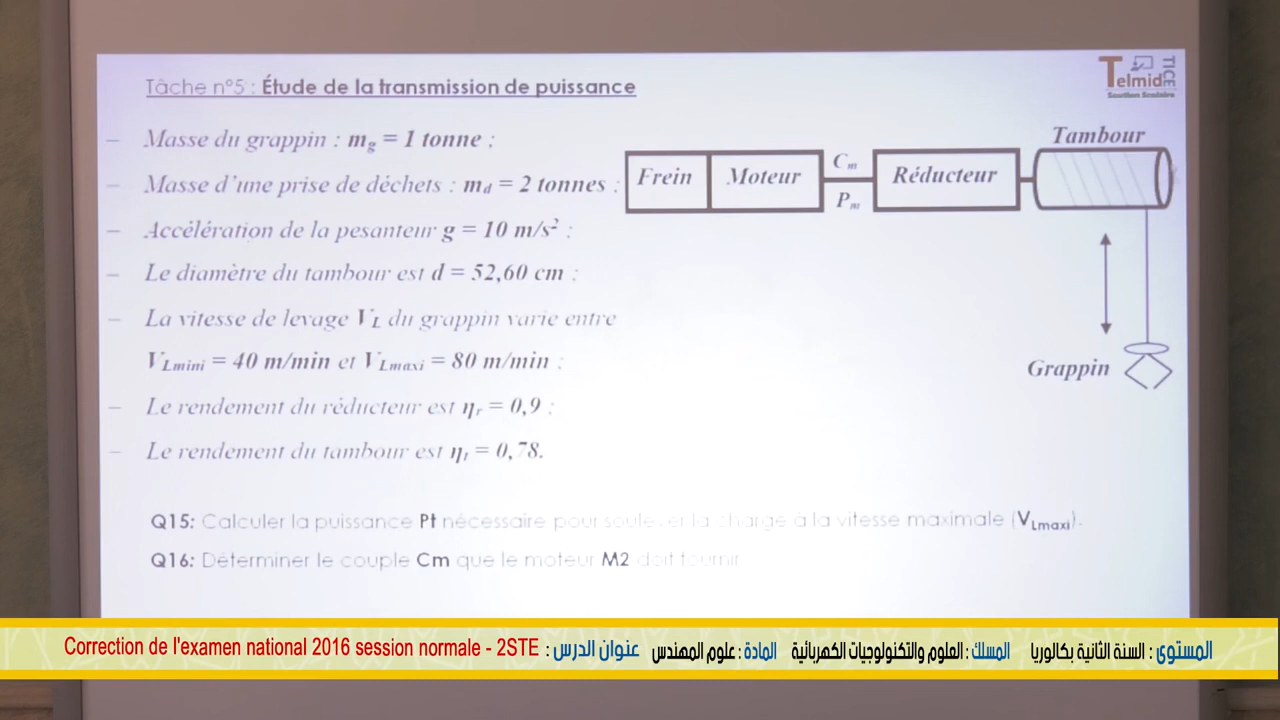 Tâche n°5 : Étude de la transmission de puissance
Telmid TICE
Soutien Scolaire
– Masse du grappin : mg = 1 tonne ;
– Masse d'une prise de déchets : md = 2 tonnes ;
– Accélération de la pesanteur g = 10 m/s² ;
– Le diamètre du tambour est d = 52,60 cm ;
– La vitesse de levage VL du grappin varie entre
VLmini = 40 m/min et VLmaxi = 80 m/min ;
– Le rendement du réducteur est ηr = 0,9 ;
– Le rendement du tambour est ηt = 0,78.
Tambour
Frein Moteur Cm Réducteur
Pm
Grappin
Q15: Calculer la puissance Pt nécessaire pour soulever la charge à la vitesse maximale (VLmaxi).
Q16: Déterminer le couple Cm que le moteur M2 doit fournir
المستوى : السنة الثانية بكالوريا المسلك : العلوم والتكنولوجيات الكهربائية المادة : علوم المهندس عنوان الدرس : Correction de l'examen national 2016 session normale - 2STE